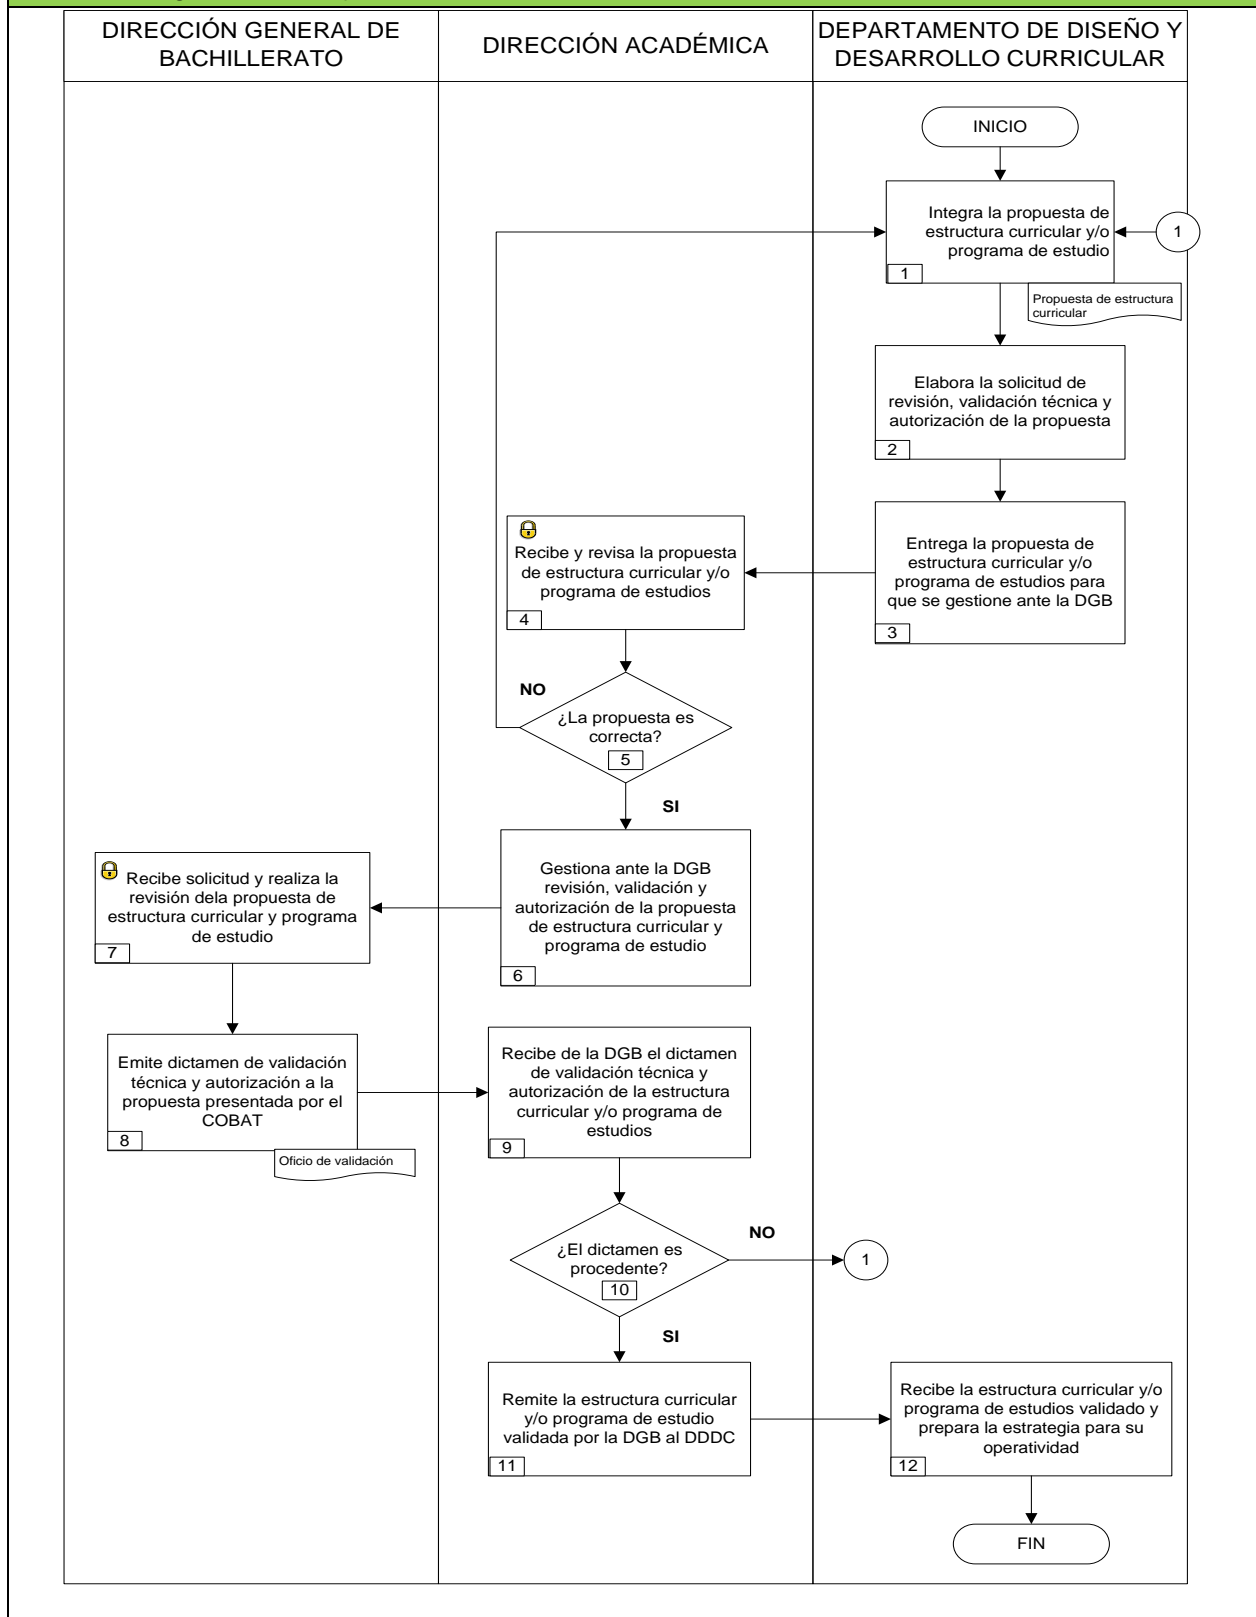 DIRECCIÓN GENERAL DE
BACHILLERATO
DIRECCIÓN ACADÉMICA
DEPARTAMENTO DE DISEÑO Y
DESARROLLO CURRICULAR
INICIO
Integra la propuesta de
estructura curricular y/o
programa de estudio
1
1
Propuesta de estructura
curricular
Elabora la solicitud de
revisión, validación técnica y
autorización de la propuesta
2
Entrega la propuesta de
estructura curricular y/o
programa de estudios para
que se gestione ante la DGB
3
Recibe y revisa la propuesta
de estructura curricular y/o
programa de estudios
4
NO
¿La propuesta es
correcta?
5
SI
Gestiona ante la DGB
revisión, validación y
autorización de la propuesta
de estructura curricular y
programa de estudio
6
Recibe solicitud y realiza la
revisión dela propuesta de
estructura curricular y programa
de estudio
7
Emite dictamen de validación
técnica y autorización a la
propuesta presentada por el
COBAT
8
Oficio de validación
Recibe de la DGB el dictamen
de validación técnica y
autorización de la estructura
curricular y/o programa de
estudios
9
¿El dictamen es
procedente?
10
NO
1
SI
Remite la estructura curricular
y/o programa de estudio
validada por la DGB al DDDC
11
Recibe la estructura curricular y/o
programa de estudios validado y
prepara la estrategia para su
operatividad
12
FIN